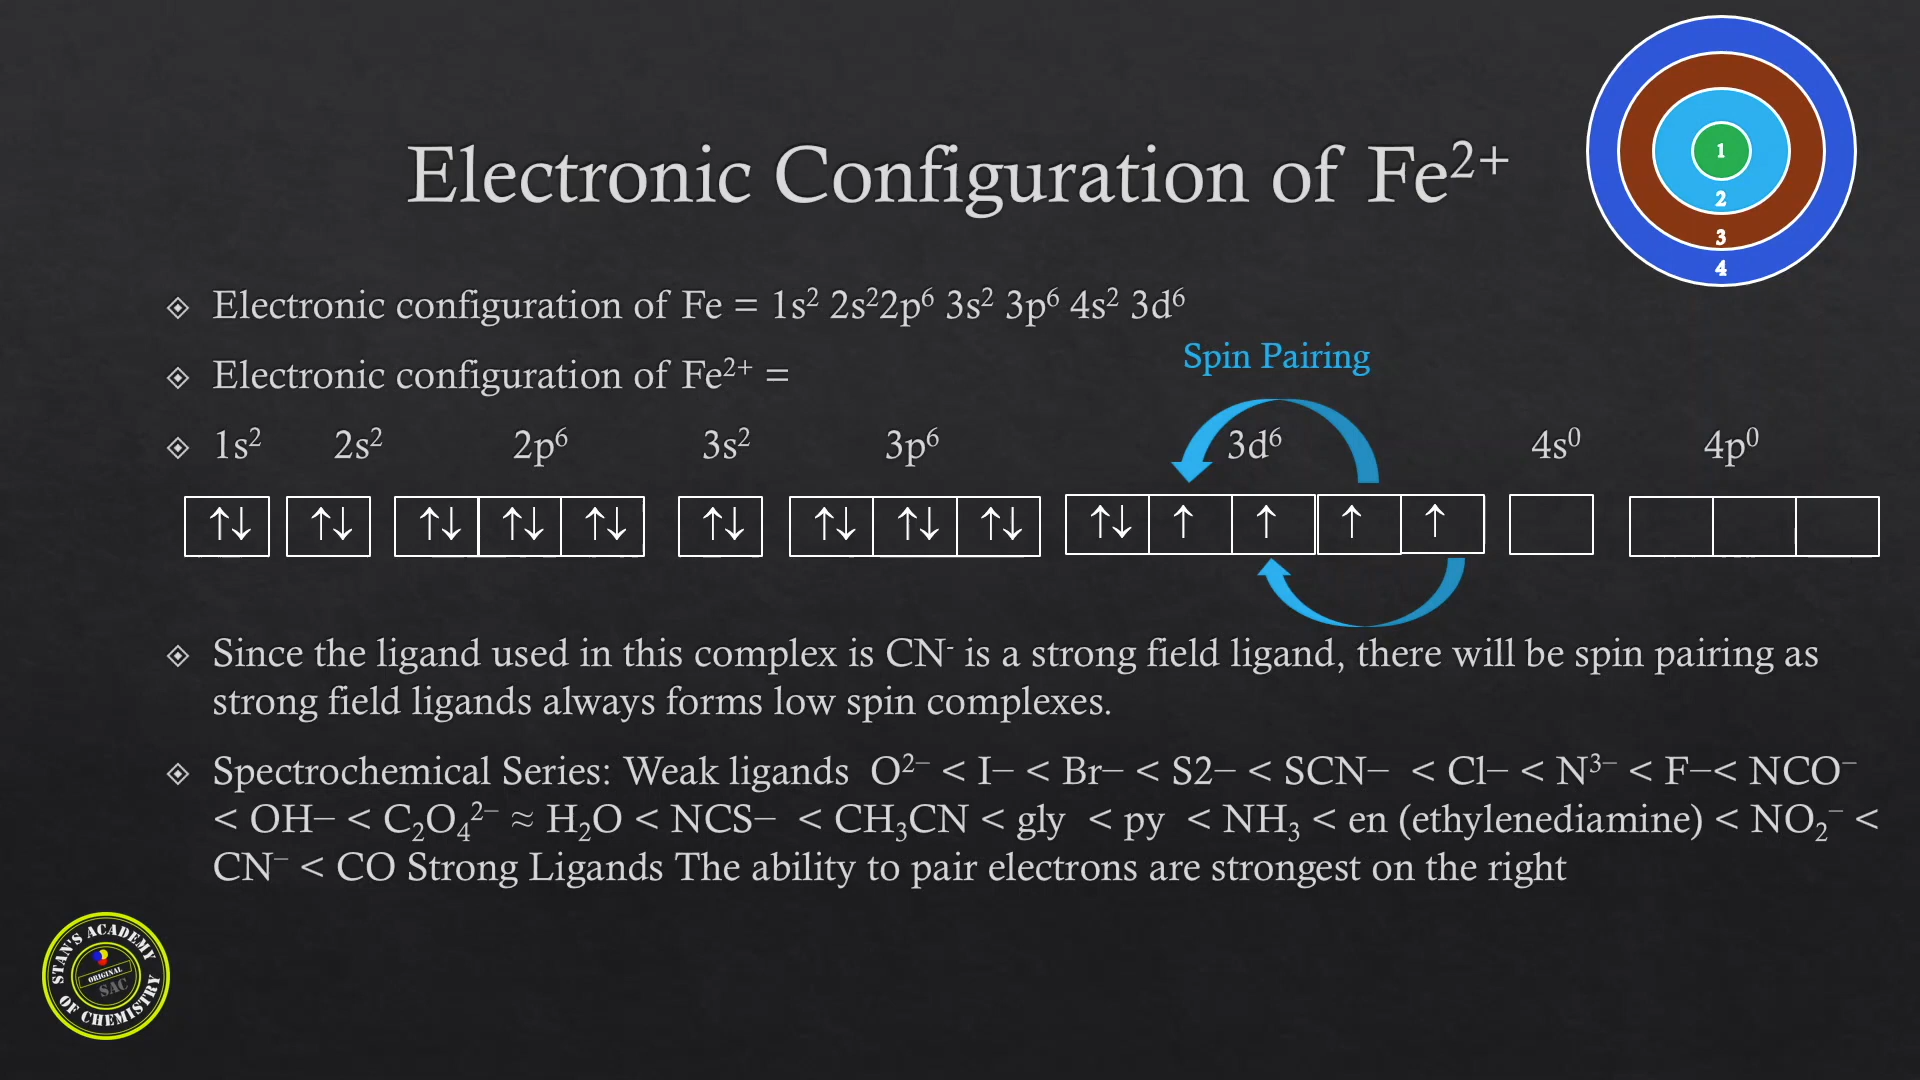 Electronic Configuration of Fe²⁺
1
2
3
4
Electronic configuration of Fe = 1s² 2s²2p⁶ 3s² 3p⁶ 4s² 3d⁶
Electronic configuration of Fe²⁺ =
Spin Pairing
1s² 2s² 2p⁶ 3s² 3p⁶ 3d⁶ 4s⁰ 4p⁰
↑↓ ↑↓ ↑↓ ↑↓ ↑↓ ↑↓ ↑↓ ↑↓ ↑↓ ↑↓ ↑ ↑ ↑ ↑
Since the ligand used in this complex is CN⁻ is a strong field ligand, there will be spin pairing as
strong field ligands always forms low spin complexes.
Spectrochemical Series: Weak ligands O²⁻ < I− < Br− < S2− < SCN− < Cl− < N³⁻ < F−< NCO⁻
< OH− < C₂O₄²⁻ ≈ H₂O < NCS− < CH₃CN < gly < py < NH₃ < en (ethylenediamine) < NO₂⁻ <
CN⁻ < CO Strong Ligands The ability to pair electrons are strongest on the right
STAN'S ACADEMY
ORIGINAL
SAC
OF CHEMISTRY